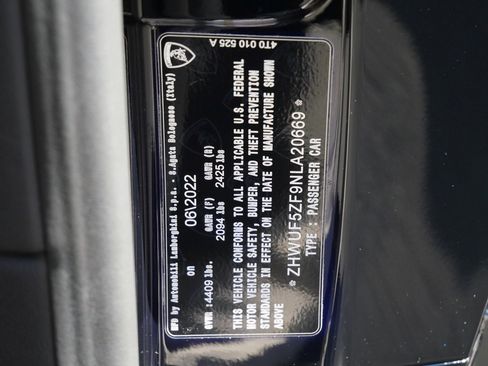 4T0 010 525 A
MFD by Automobili Lamborghini S.p.a. - S.Agata Bolognese (Italy)
on 06\2022
GVWR :4409 lbs. GAWR (F) 2094 lbs. GAWR (R) 2425 lbs.
THIS VEHICLE CONFORMS TO ALL APPLICABLE U.S. FEDERAL
MOTOR VEHICLE SAFETY, BUMPER, AND THEFT PREVENTION
STANDARDS IN EFFECT ON THE DATE OF MANUFACTURE SHOWN
ABOVE
* ZHWUF5ZF9NLA20669 *
TYPE : PASSENGER CAR